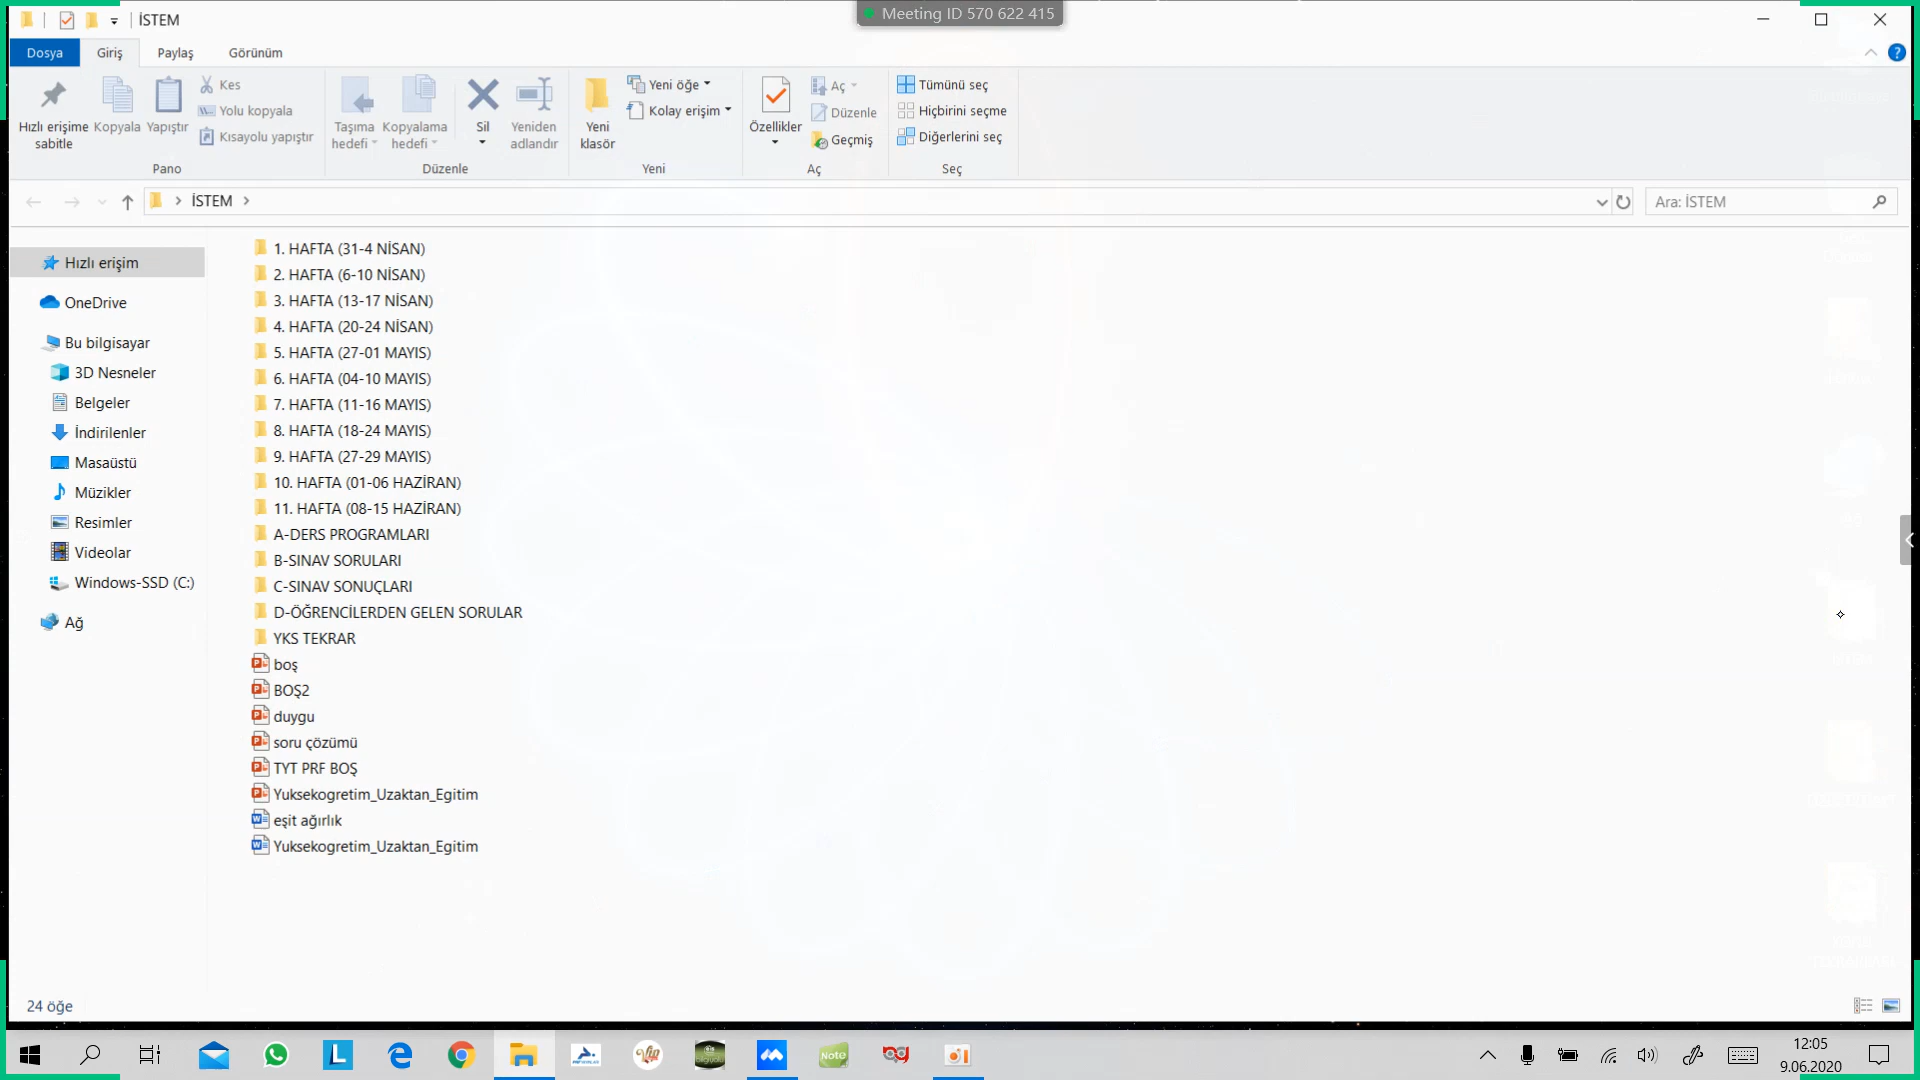 İSTEM
Meeting ID 570 622 415
Dosya Giriş Paylaş Görünüm
Hızlı erişime sabitle
Kopyala
Yapıştır
Kes
Yolu kopyala
Kısayolu yapıştır
Pano
Taşıma hedefi
Kopyalama hedefi
Sil
Yeniden adlandır
Düzenle
Yeni klasör
Yeni öğe
Kolay erişim
Yeni
Özellikler
Aç
Düzenle
Geçmiş
Aç
Tümünü seç
Hiçbirini seçme
Diğerlerini seç
Seç
İSTEM
Ara: İSTEM
Hızlı erişim
OneDrive
Bu bilgisayar
3D Nesneler
Belgeler
İndirilenler
Masaüstü
Müzikler
Resimler
Videolar
Windows-SSD (C:)
Ağ
1. HAFTA (31-4 NİSAN)
2. HAFTA (6-10 NİSAN)
3. HAFTA (13-17 NİSAN)
4. HAFTA (20-24 NİSAN)
5. HAFTA (27-01 MAYIS)
6. HAFTA (04-10 MAYIS)
7. HAFTA (11-16 MAYIS)
8. HAFTA (18-24 MAYIS)
9. HAFTA (27-29 MAYIS)
10. HAFTA (01-06 HAZİRAN)
11. HAFTA (08-15 HAZİRAN)
A-DERS PROGRAMLARI
B-SINAV SORULARI
C-SINAV SONUÇLARI
D-ÖĞRENCİLERDEN GELEN SORULAR
YKS TEKRAR
boş
BOŞ2
duygu
soru çözümü
TYT PRF BOŞ
Yuksekogretim_Uzaktan_Egitim
eşit ağırlık
Yuksekogretim_Uzaktan_Egitim
24 öğe
Note
12:05
9.06.2020